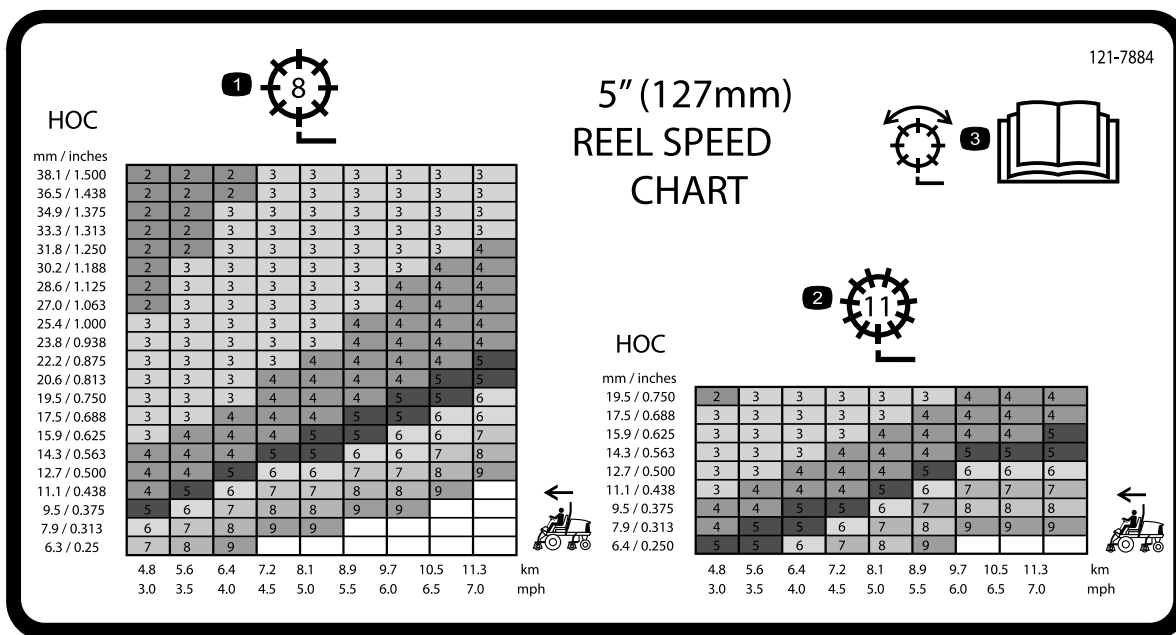 121-7884
1
8
5" (127mm)
REEL SPEED
CHART
3
HOC
mm / inches
38.1 / 1.500 2 2 2 3 3 3 3 3 3
36.5 / 1.438 2 2 2 3 3 3 3 3 3
34.9 / 1.375 2 2 3 3 3 3 3 3 3
33.3 / 1.313 2 2 3 3 3 3 3 3 3
31.8 / 1.250 2 2 3 3 3 3 3 3 4
30.2 / 1.188 2 3 3 3 3 3 3 4 4
28.6 / 1.125 2 3 3 3 3 3 4 4 4
27.0 / 1.063 2 3 3 3 3 3 4 4 4
25.4 / 1.000 3 3 3 3 3 4 4 4 4
23.8 / 0.938 3 3 3 3 3 4 4 4 4
22.2 / 0.875 3 3 3 3 4 4 4 4 5
20.6 / 0.813 3 3 3 4 4 4 4 5 5
19.5 / 0.750 3 3 3 4 4 4 5 5 6
17.5 / 0.688 3 3 4 4 4 5 5 6 6
15.9 / 0.625 3 4 4 4 5 5 6 6 7
14.3 / 0.563 4 4 4 5 5 6 6 7 8
12.7 / 0.500 4 4 5 6 6 7 7 8 9
11.1 / 0.438 4 5 6 7 7 8 8 9
9.5 / 0.375 5 6 7 8 8 9 9
7.9 / 0.313 6 7 8 9 9
6.3 / 0.25 7 8 9
4.8 5.6 6.4 7.2 8.1 8.9 9.7 10.5 11.3 km
3.0 3.5 4.0 4.5 5.0 5.5 6.0 6.5 7.0 mph
2
11
HOC
mm / inches
19.5 / 0.750 2 3 3 3 3 3 4 4 4
17.5 / 0.688 3 3 3 3 3 4 4 4 4
15.9 / 0.625 3 3 3 3 4 4 4 4 5
14.3 / 0.563 3 3 3 4 4 4 5 5 5
12.7 / 0.500 3 3 4 4 4 5 6 6 6
11.1 / 0.438 3 4 4 4 5 6 7 7 7
9.5 / 0.375 4 4 5 5 6 7 8 8 8
7.9 / 0.313 4 5 5 6 7 8 9 9 9
6.4 / 0.250 5 5 6 7 8 9
4.8 5.6 6.4 7.2 8.1 8.9 9.7 10.5 11.3 km
3.0 3.5 4.0 4.5 5.0 5.5 6.0 6.5 7.0 mph